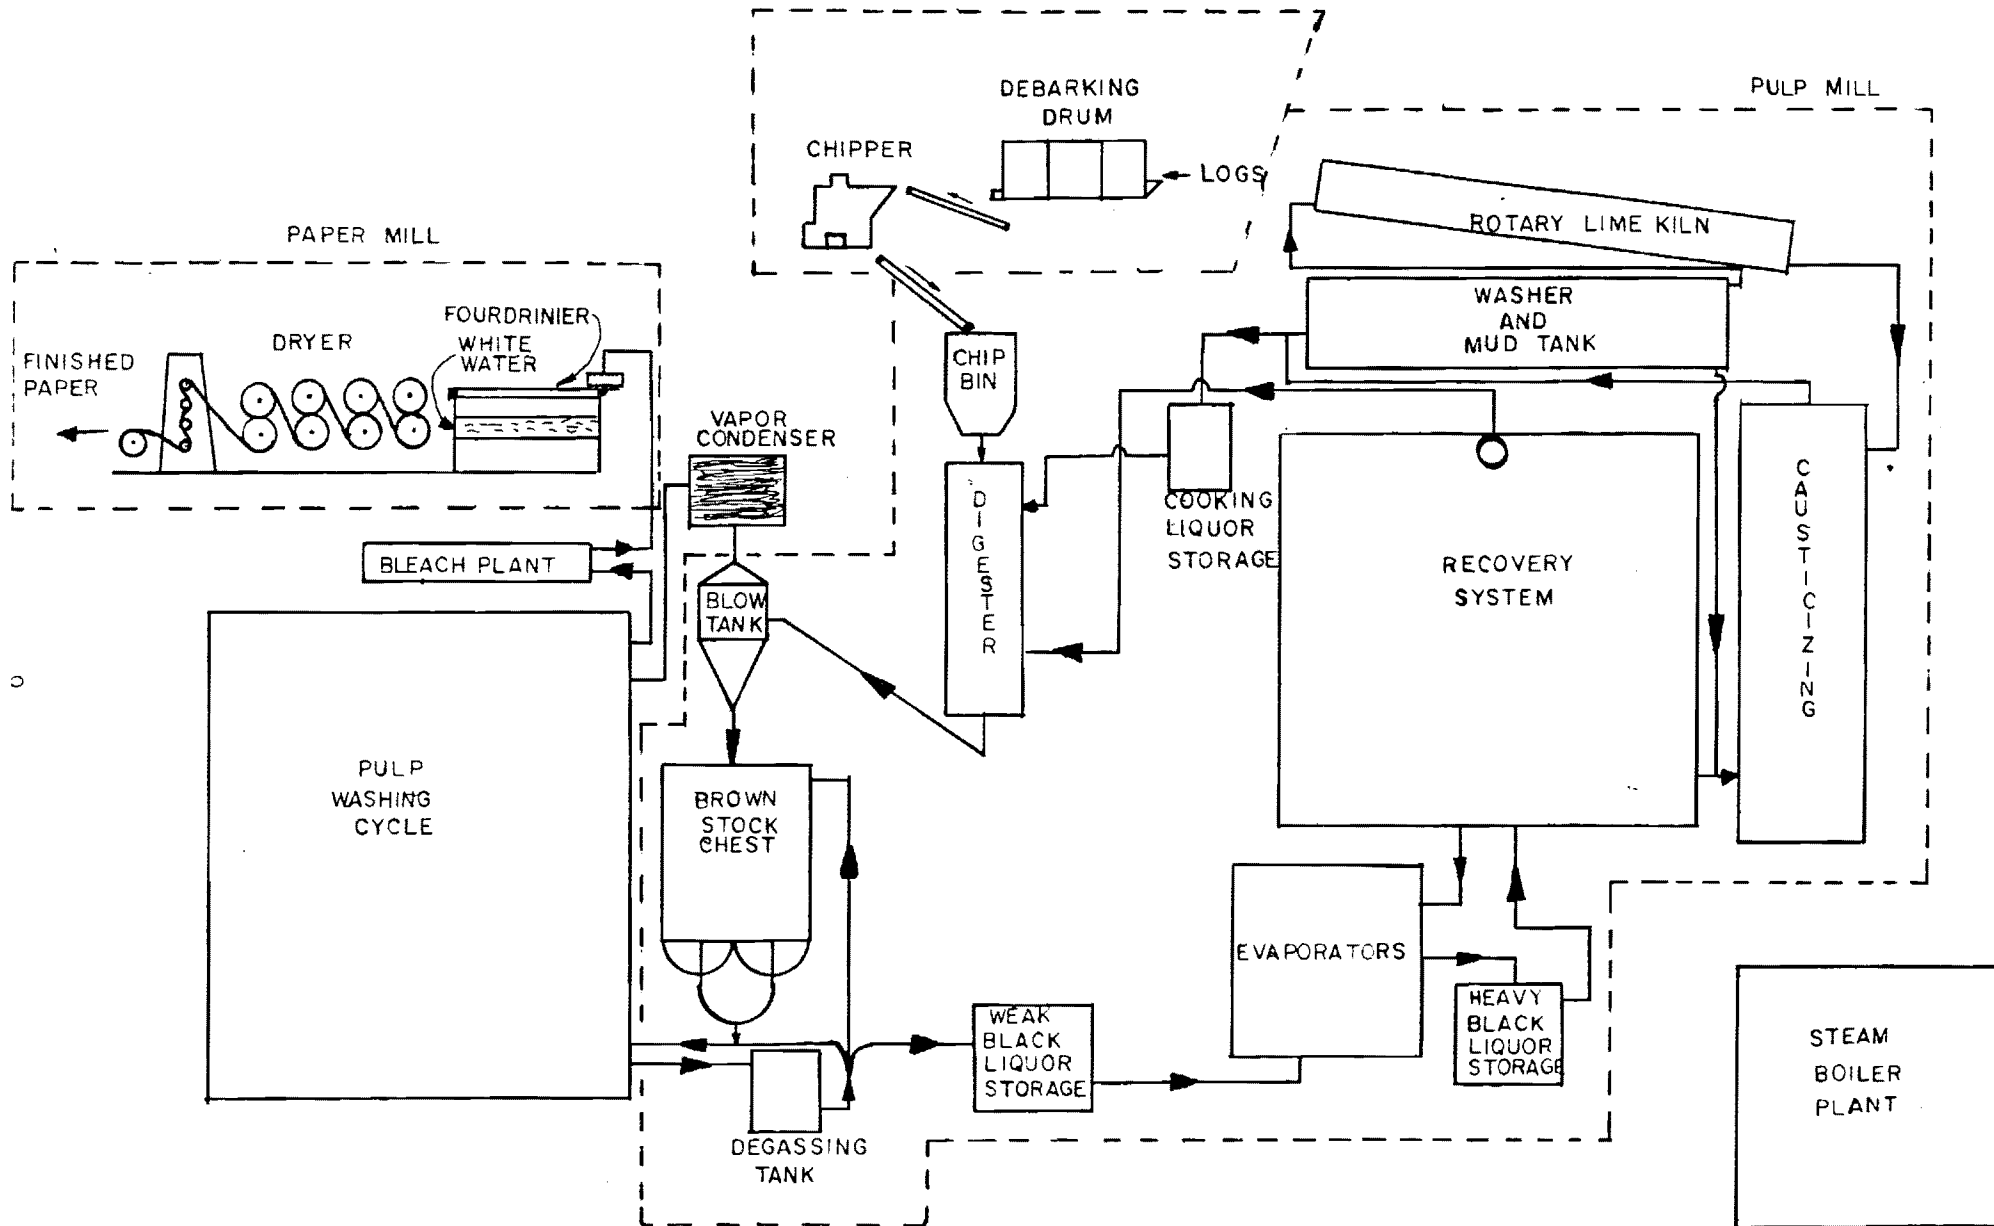 DEBARKING
DRUM
CHIPPER
LOGS
PULP MILL
ROTARY LIME KILN
WASHER
AND
MUD TANK
PAPER MILL
FOURDRINIER
WHITE
WATER
DRYER
FINISHED
PAPER
CHIP
BIN
VAPOR
CONDENSER
DIGESTER
COOKING
LIQUOR
STORAGE
RECOVERY
SYSTEM
CAUSTICIZING
BLEACH PLANT
BLOW
TANK
PULP
WASHING
CYCLE
BROWN
STOCK
CHEST
EVAPORATORS
WEAK
BLACK
LIQUOR
STORAGE
HEAVY
BLACK
LIQUOR
STORAGE
DEGASSING
TANK
STEAM
BOILER
PLANT